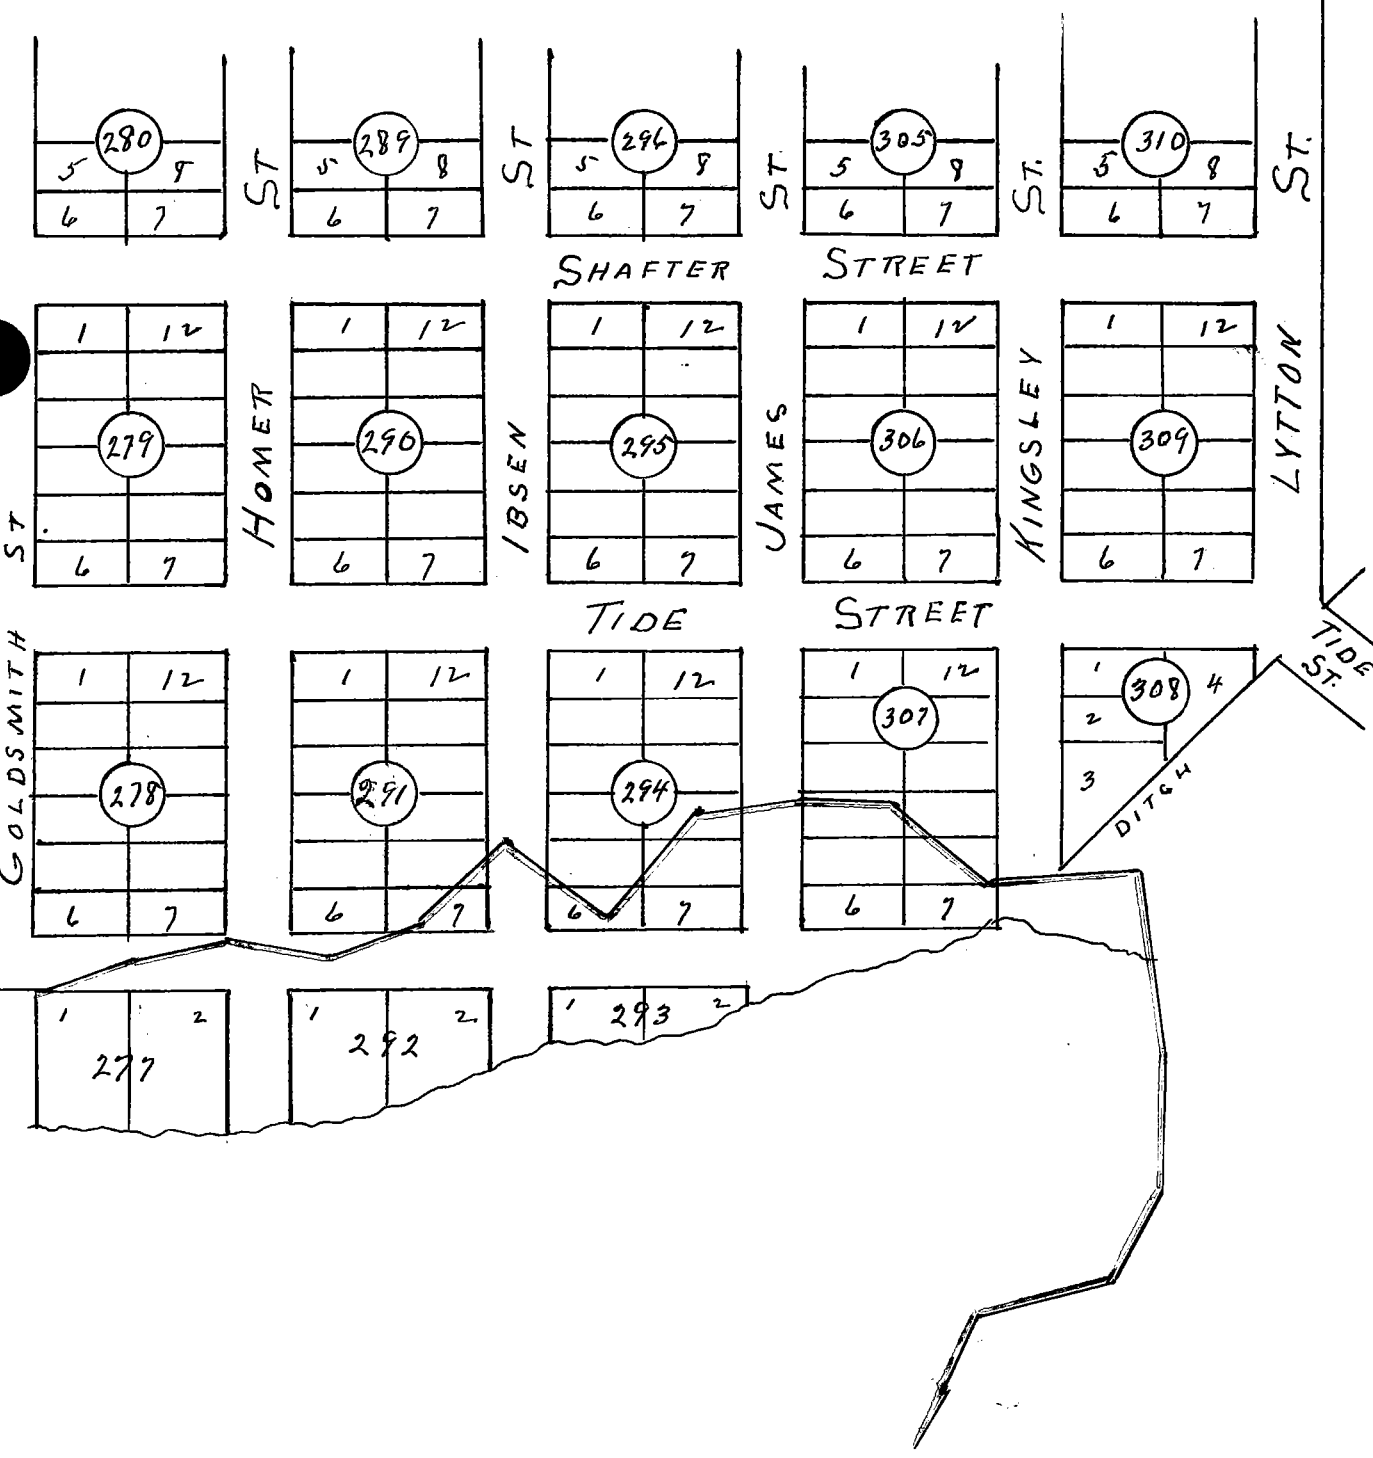 280 289 296 305 310
5 8 5 8 5 8 5 8 5 8
6 7 6 7 6 7 6 7 6 7
ST ST ST. ST. ST.
SHAFTER STREET
1 12 1 12 1 12 1 12 1 12
279 290 295 306 309
6 7 6 7 6 7 6 7 6 7
GOLDSMITH ST
HOMER
IBSEN
JAMES
KINGSLEY
LYTTON
TIDE STREET
TIDE
ST.
1 12 1 12 1 12 1 12 1 4
308
307
2
3
DITCH
278 291 294
6 7 6 7 6 7 6 7
1 2 1 2 1 293 2
277 292